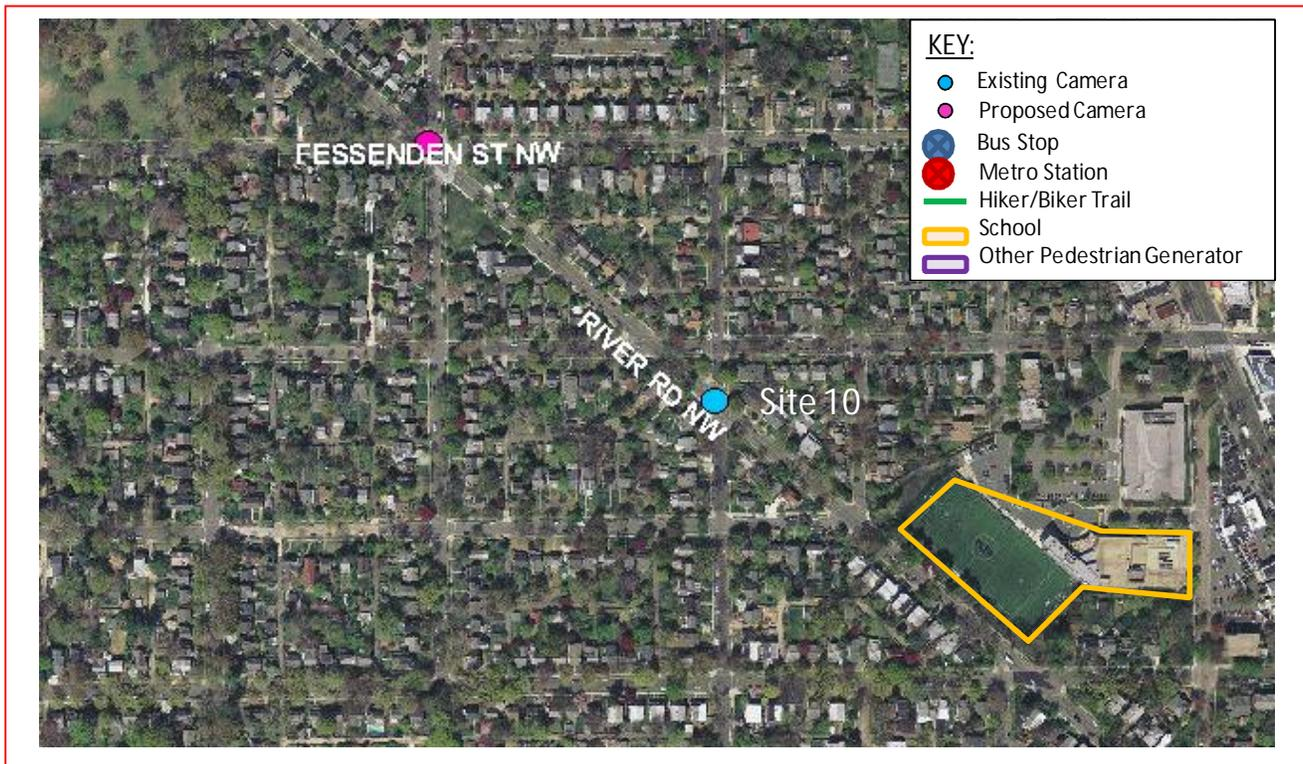 KEY:
Existing Camera
Proposed Camera
Bus Stop
Metro Station
Hiker/Biker Trail
School
Other Pedestrian Generator
FESSENDEN ST NW
RIVER RD NW
Site 10